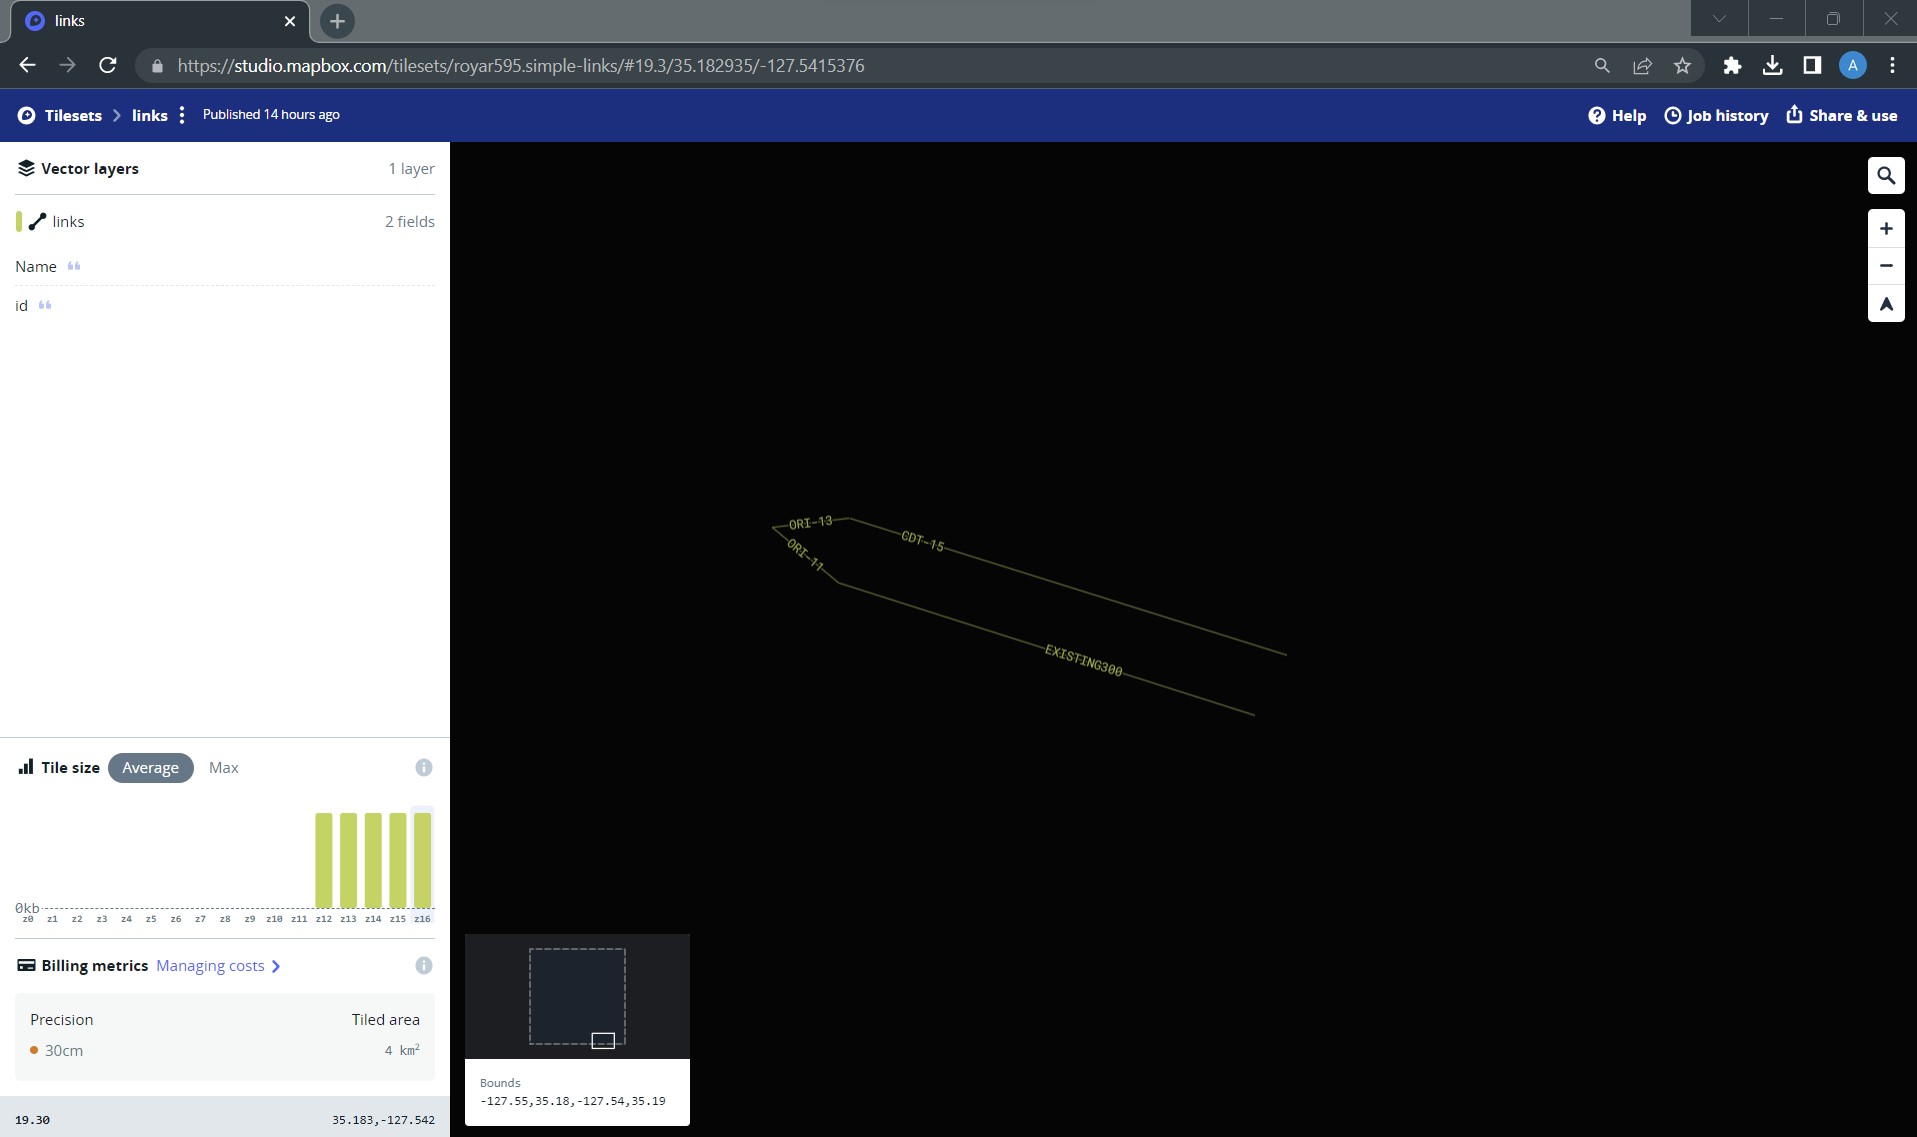 links
https://studio.mapbox.com/tilesets/royar595.simple-links/#19.3/35.182935/-127.5415376
A
Tilesets > links Published 14 hours ago
Help Job history Share & use
Vector layers 1 layer
links 2 fields
Name
id
ORI-13
CDT-15
ORI-11
EXISTING300
Tile size Average Max
0kb
z0 z1 z2 z3 z4 z5 z6 z7 z8 z9 z10 z11 z12 z13 z14 z15 z16
Billing metrics Managing costs >
Precision Tiled area
30cm 4 km²
Bounds
-127.55,35.18,-127.54,35.19
19.30 35.183,-127.542